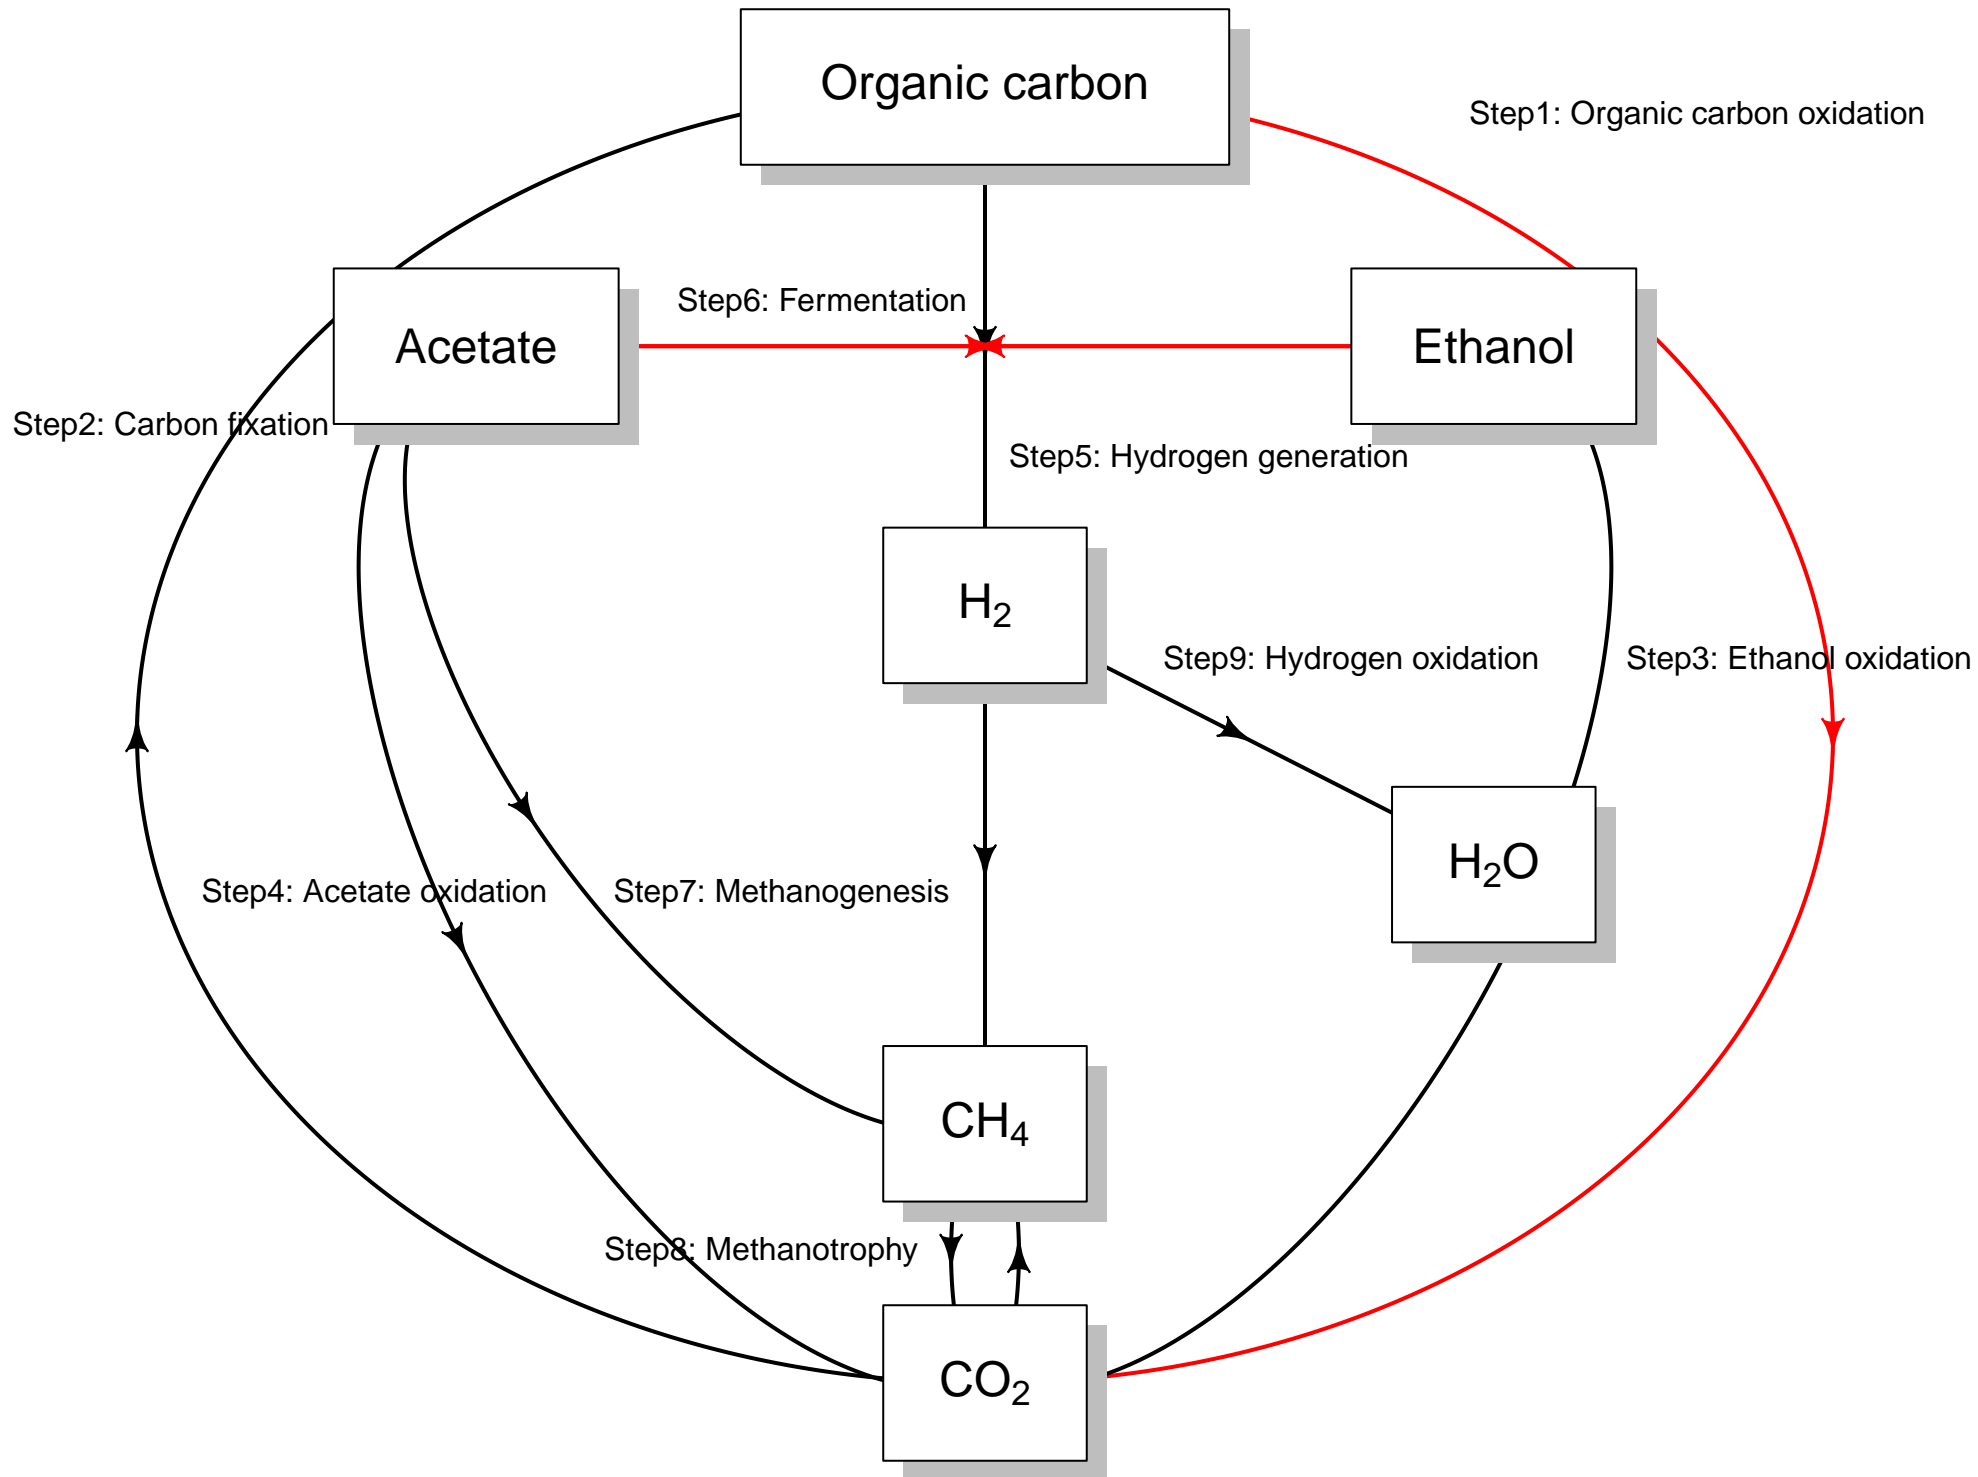 Organic carbon
Step1: Organic carbon oxidation
Step6: Fermentation
Acetate
Ethanol
Step2: Carbon fixation
Step5: Hydrogen generation
H₂
Step9: Hydrogen oxidation
Step3: Ethanol oxidation
H₂O
Step4: Acetate oxidation
Step7: Methanogenesis
CH₄
Step8: Methanotrophy
CO₂